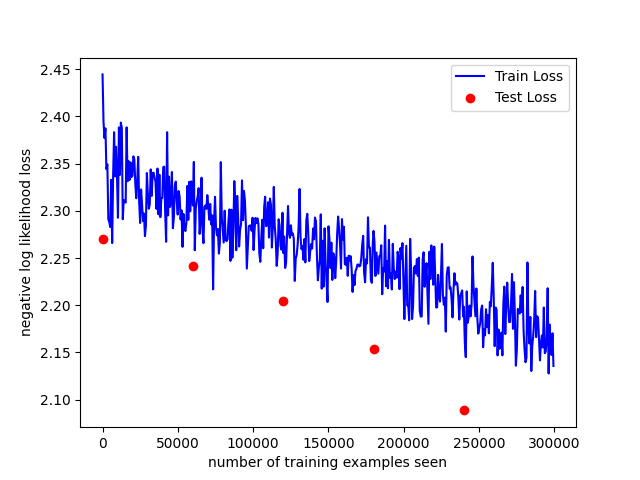 2.45
2.40
2.35
2.30
2.25
2.20
2.15
2.10
negative log likelihood loss
Train Loss
Test Loss
0 50000 100000 150000 200000 250000 300000
number of training examples seen